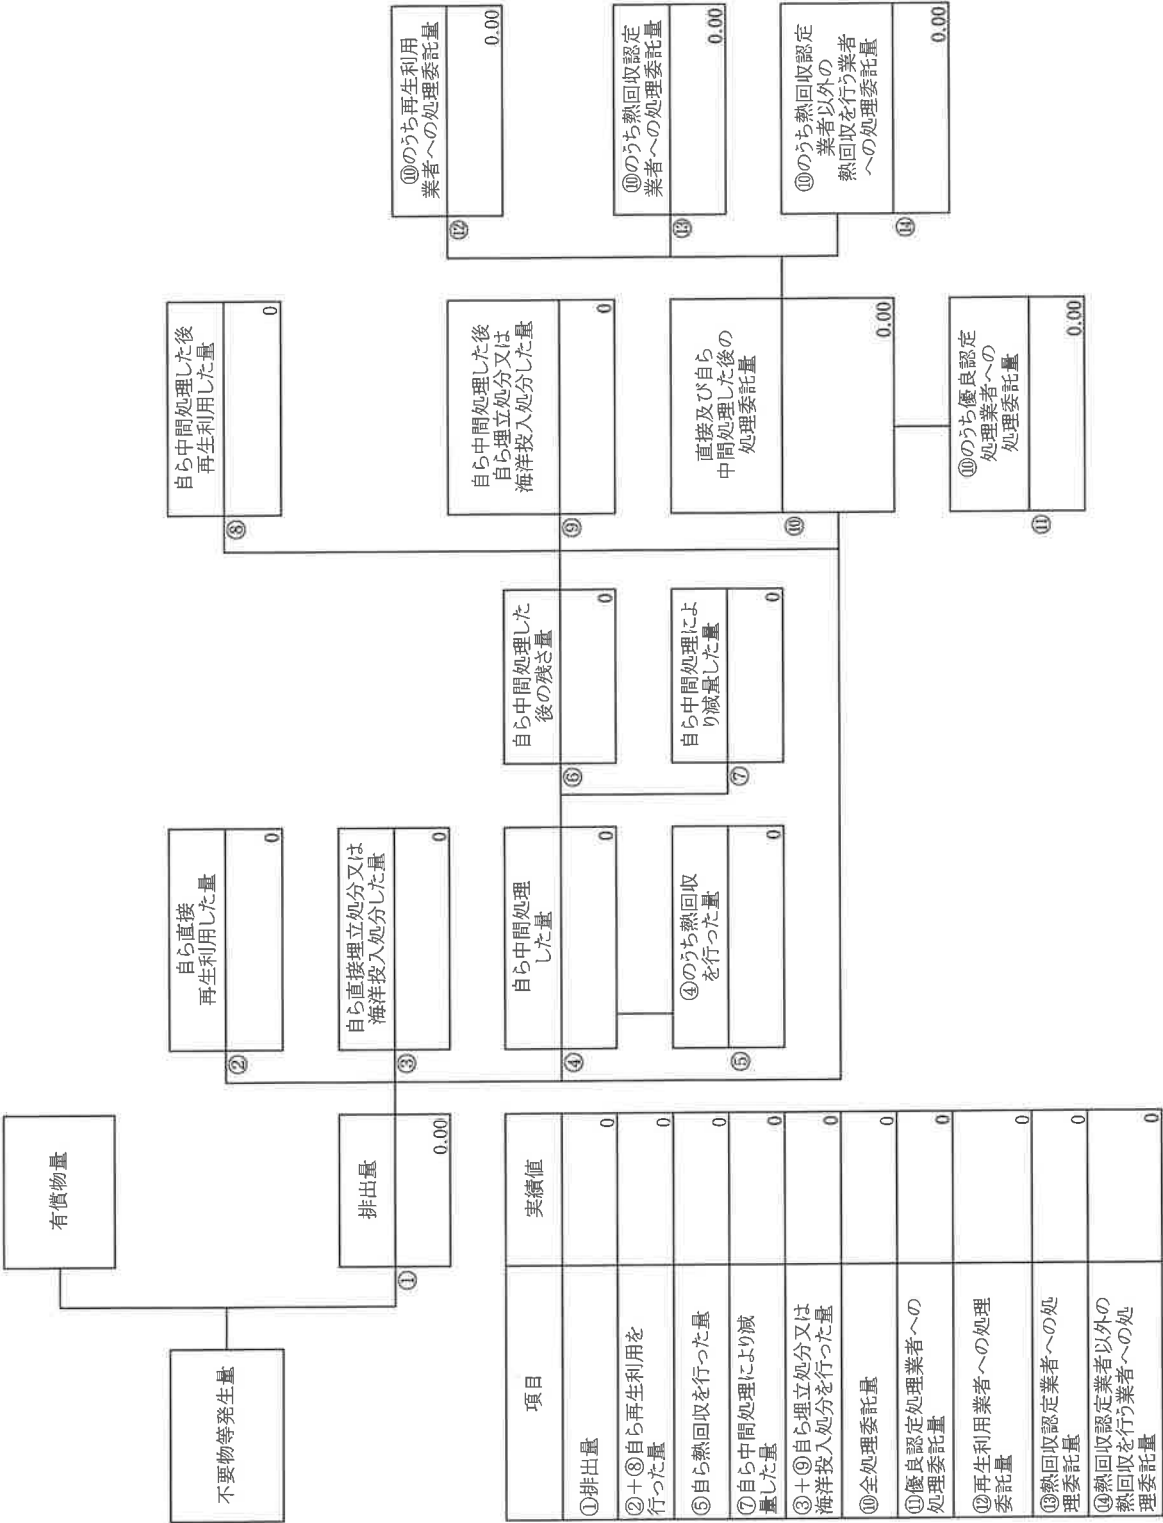 不要物等発生量
有償物量
①
排出量
0.00
②
自ら直接
再生利用した量
0
③
自ら直接埋立処分又は
海洋投入処分した量
0
④
自ら中間処理
した量
0
⑤
④のうち熱回収
を行った量
0
⑥
自ら中間処理した
後の残さ量
0
⑦
自ら中間処理によ
り減量した量
0
⑧
自ら中間処理した後
再生利用した量
0
⑨
自ら中間処理した後
自ら埋立処分又は
海洋投入処分した量
0
⑩
直接及び自ら
中間処理した後の
処理委託量
0.00
⑪
⑩のうち優良認定
処理業者への
処理委託量
0.00
⑫
⑩のうち再生利用
業者への処理委託量
0.00
⑬
⑩のうち熱回収認定
業者への処理委託量
0.00
⑭
⑩のうち熱回収認定
業者以外の
熱回収を行う業者
への処理委託量
0.00
項目 実績値
①排出量 0
②＋⑧自ら再生利用を
行った量 0
⑤自ら熱回収を行った量 0
⑦自ら中間処理により減
量した量 0
③＋⑨自ら埋立処分又は
海洋投入処分を行った量 0
⑩全処理委託量 0
⑪優良認定処理業者への
処理委託量 0
⑫再生利用業者への処理
委託量 0
⑬熱回収認定業者への処
理委託量 0
⑭熱回収認定業者以外の
熱回収を行う業者への処
理委託量 0